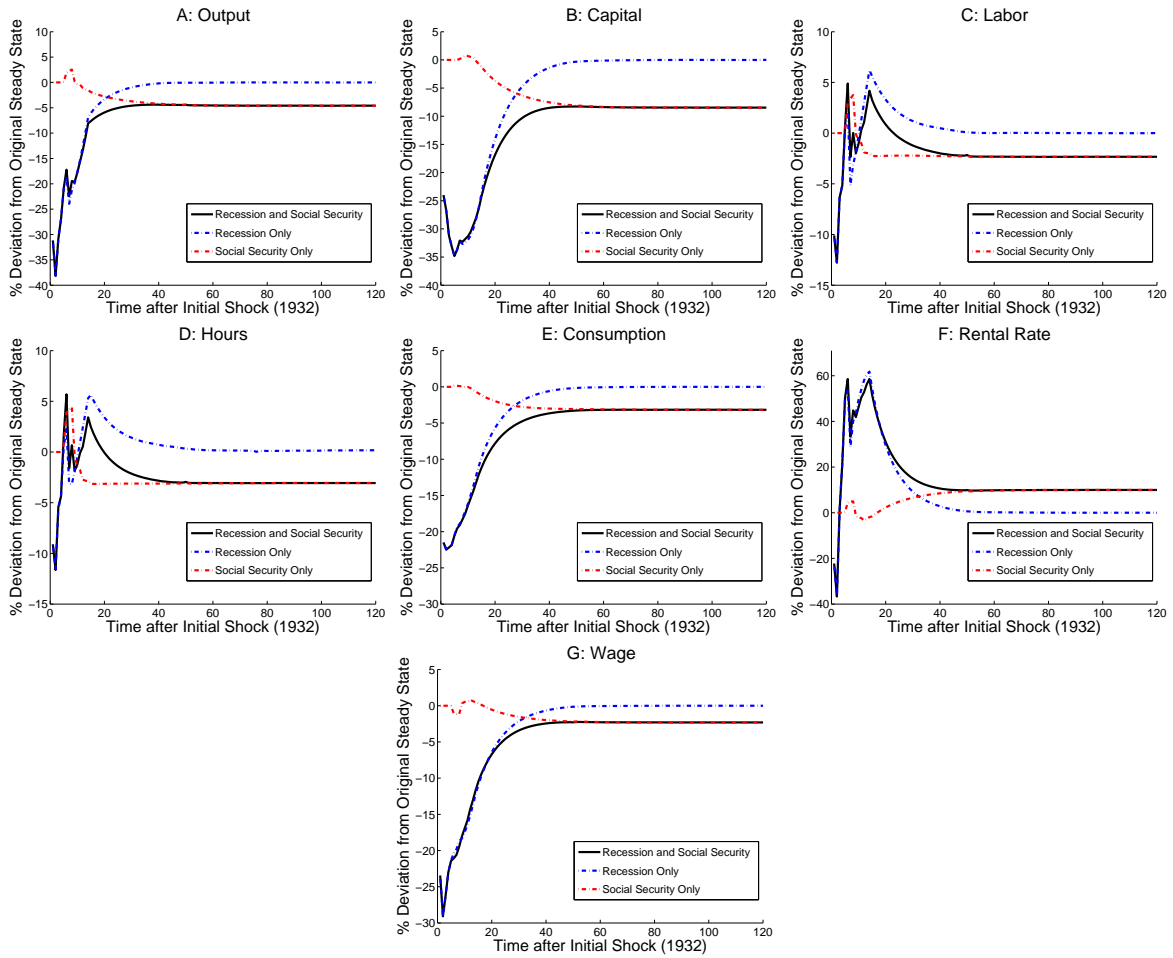 A: Output
% Deviation from Original Steady State
10
5
0
−5
−10
−15
−20
−25
−30
−35
−40
Recession and Social Security
Recession Only
Social Security Only
0 20 40 60 80 100 120
Time after Initial Shock (1932)
B: Capital
% Deviation from Original Steady State
5
0
−5
−10
−15
−20
−25
−30
−35
−40
Recession and Social Security
Recession Only
Social Security Only
0 20 40 60 80 100 120
Time after Initial Shock (1932)
C: Labor
% Deviation from Original Steady State
10
5
0
−5
−10
−15
Recession and Social Security
Recession Only
Social Security Only
0 20 40 60 80 100 120
Time after Initial Shock (1932)
D: Hours
% Deviation from Original Steady State
10
5
0
−5
−10
−15
Recession and Social Security
Recession Only
Social Security Only
0 20 40 60 80 100 120
Time after Initial Shock (1932)
E: Consumption
% Deviation from Original Steady State
5
0
−5
−10
−15
−20
−25
−30
Recession and Social Security
Recession Only
Social Security Only
0 20 40 60 80 100 120
Time after Initial Shock (1932)
F: Rental Rate
% Deviation from Original Steady State
60
40
20
0
−20
−40
Recession and Social Security
Recession Only
Social Security Only
0 20 40 60 80 100 120
Time after Initial Shock (1932)
G: Wage
% Deviation from Original Steady State
5
0
−5
−10
−15
−20
−25
−30
Recession and Social Security
Recession Only
Social Security Only
0 20 40 60 80 100 120
Time after Initial Shock (1932)